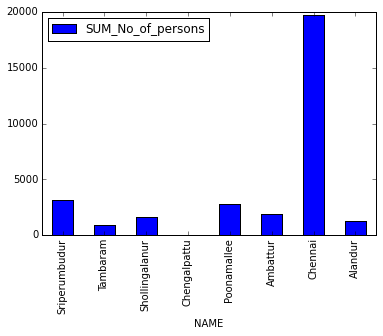 20000
SUM_No_of_persons
15000
10000
5000
0
Sriperumbudur
Tambaram
Shollingalanur
Chengalpattu
Poonamallee
Ambattur
Chennai
Alandur
NAME